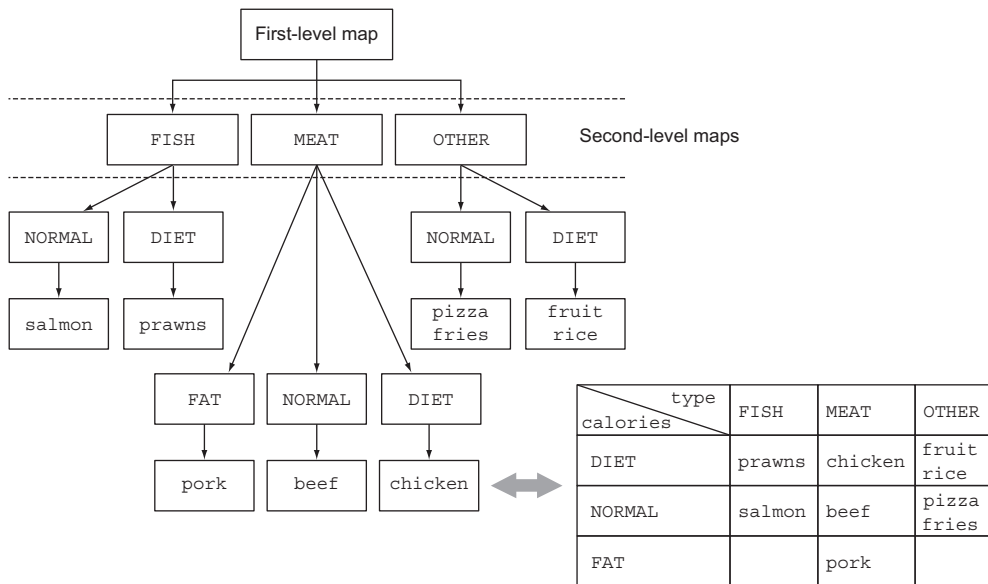 First-level map
FISH
MEAT
OTHER
Second-level maps
NORMAL
DIET
NORMAL
DIET
salmon
prawns
pizza
fries
fruit
rice
FAT
NORMAL
DIET
pork
beef
chicken
type
calories
FISH
MEAT
OTHER
DIET
prawns
chicken
fruit
rice
NORMAL
salmon
beef
pizza
fries
FAT
pork